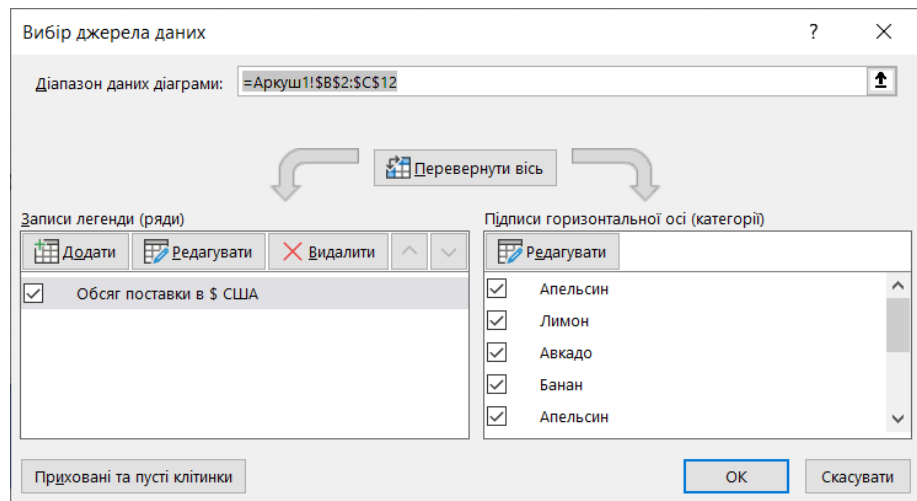 Вибір джерела даних ?
Діапазон даних діаграми: =Аркуш1!$B$2:$C$12
Перевернути вісь
Записи легенди (ряди)
Додати Редагувати Видалити
Обсяг поставки в $ США
Підписи горизонтальної осі (категорії)
Редагувати
Апельсин
Лимон
Авкадо
Банан
Апельсин
Приховані та пусті клітинки
ОК Скасувати